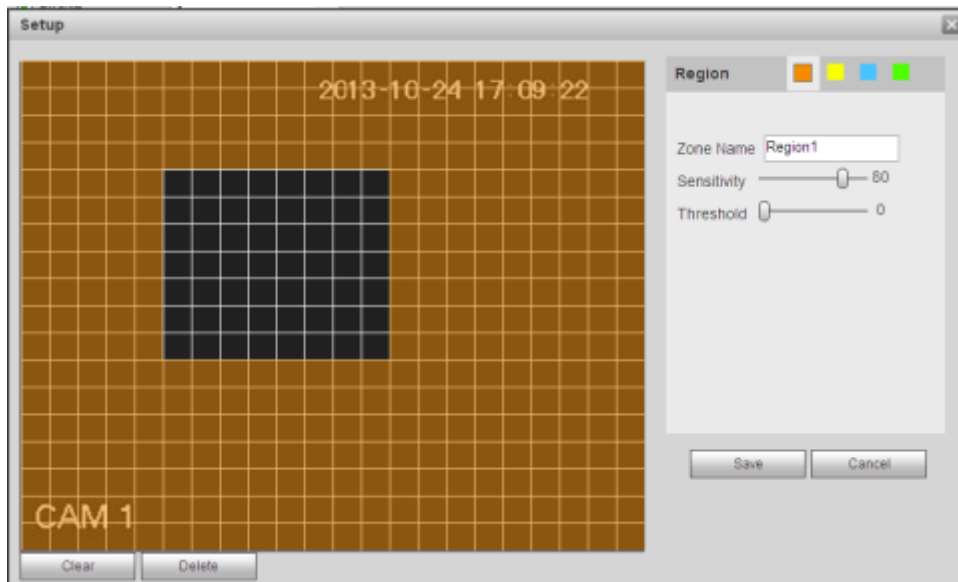 Setup
2013-10-24 17:09:22
Region
Zone Name Region1
Sensitivity 80
Threshold 0
Save Cancel
CAM 1
Clear Delete